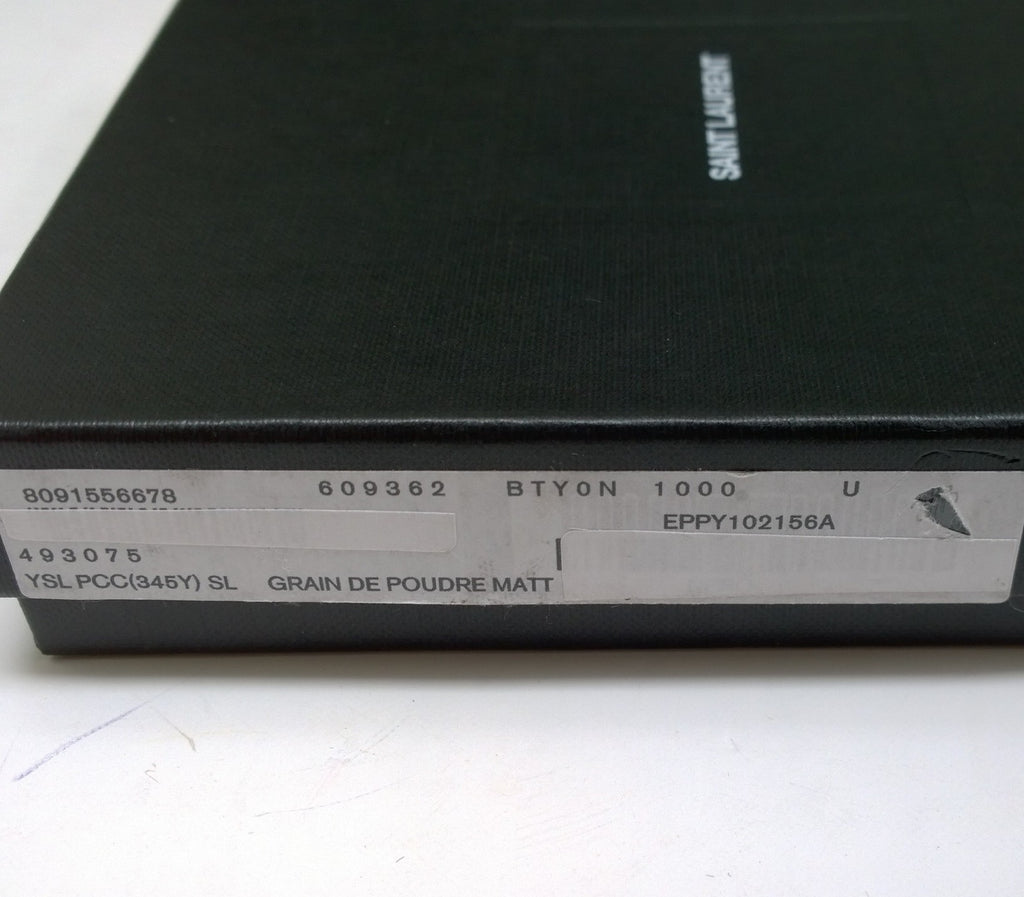 SAINT LAURENT
8091556678 609362 BTY0N 1000 U
EPPY102156A
493075
YSL PCC(345Y) SL GRAIN DE POUDRE MATT